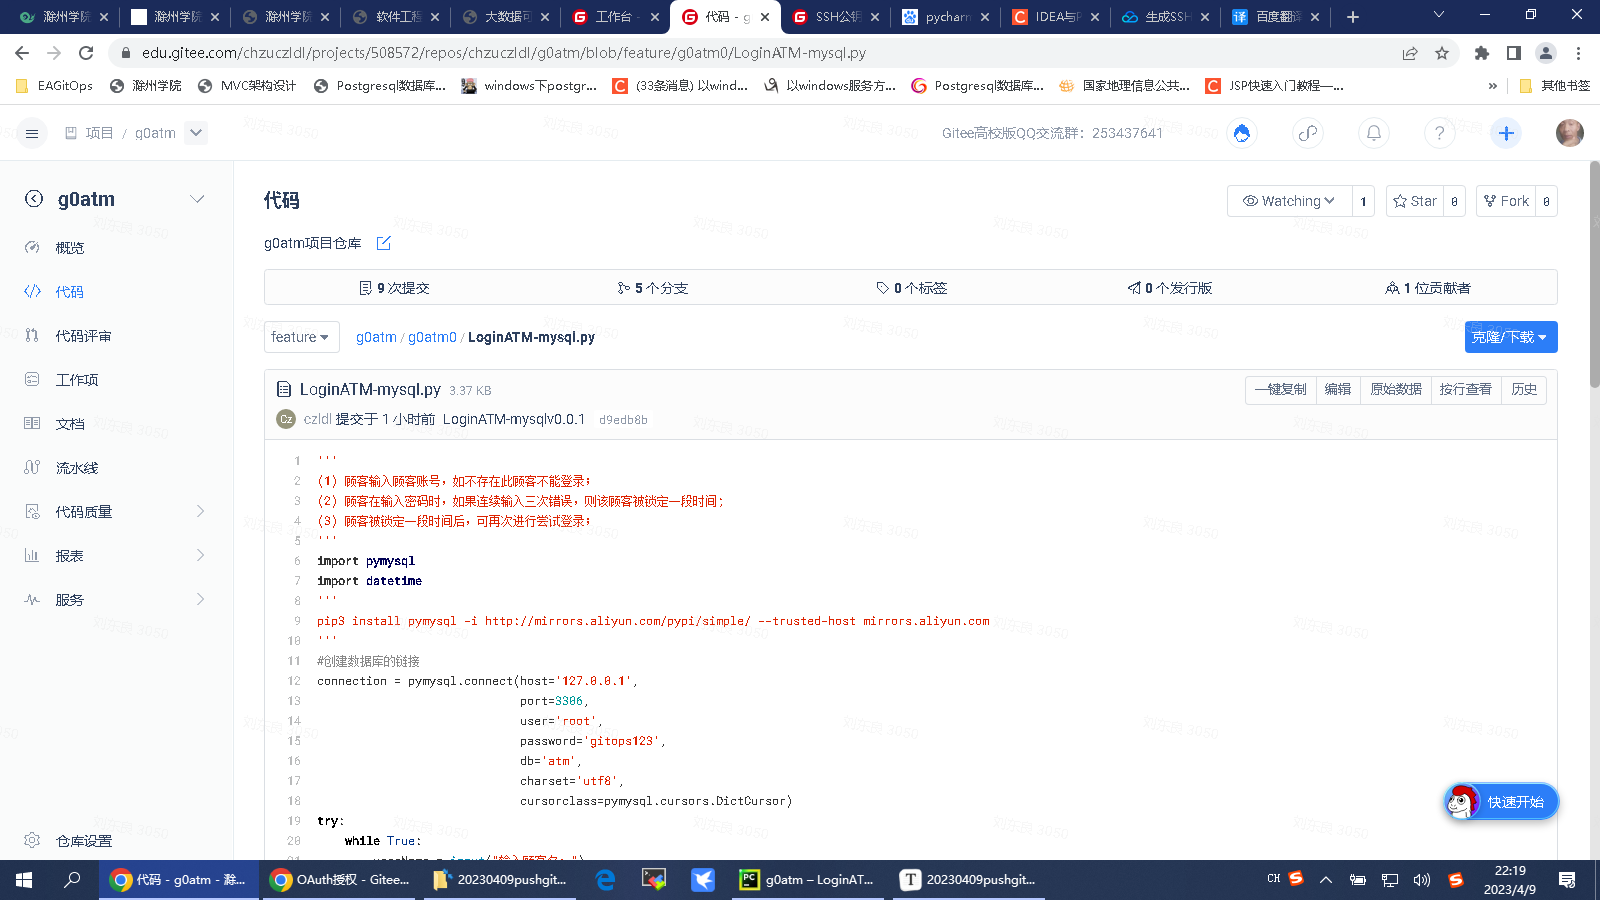 滁州学院
滁州学院
滁州学院
软件工程
大数据可
工作台 -
代码 - g
SSH公钥
pycharm
IDEA与P
生成SSH
百度翻译
edu.gitee.com/chzuczldl/projects/508572/repos/chzuczldl/g0atm/blob/feature/g0atm0/LoginATM-mysql.py
EAGitOps
滁州学院
MVC架构设计
Postgresql数据库...
windows下postgr...
(33条消息) 以wind...
以windows服务方...
Postgresql数据库...
国家地理信息公共...
JSP快速入门教程—...
»
其他书签
项目 / g0atm
Gitee高校版QQ交流群：253437641
g0atm
概览
代码
代码评审
工作项
文档
流水线
代码质量
报表
服务
仓库设置
代码
Watching 1
Star 0
Fork 0
g0atm项目仓库
9 次提交
5 个分支
0 个标签
0 个发行版
1 位贡献者
feature
g0atm / g0atm0 / LoginATM-mysql.py
克隆/下载
LoginATM-mysql.py 3.37 KB
一键复制 编辑 原始数据 按行查看 历史
Cz czldl 提交于 1 小时前 LoginATM-mysqlv0.0.1 d9edb8b
1 '''
2 (1) 顾客输入顾客账号，如不存在此顾客不能登录；
3 (2) 顾客在输入密码时，如果连续输入三次错误，则该顾客被锁定一段时间；
4 (3) 顾客被锁定一段时间后，可再次进行尝试登录；
5 '''
6 import pymysql
7 import datetime
8 '''
9 pip3 install pymysql -i http://mirrors.aliyun.com/pypi/simple/ --trusted-host mirrors.aliyun.com
10 '''
11 #创建数据库的链接
12 connection = pymysql.connect(host='127.0.0.1',
13 port=3306,
14 user='root',
15 password='gitops123',
16 db='atm',
17 charset='utf8',
18 cursorclass=pymysql.cursors.DictCursor)
19 try:
20 while True:
快速开始
代码 - g0atm - 滁...
OAuth授权 - Gitee...
20230409pushgit...
g0atm – LoginAT...
20230409pushgit...
CH
22:19
2023/4/9